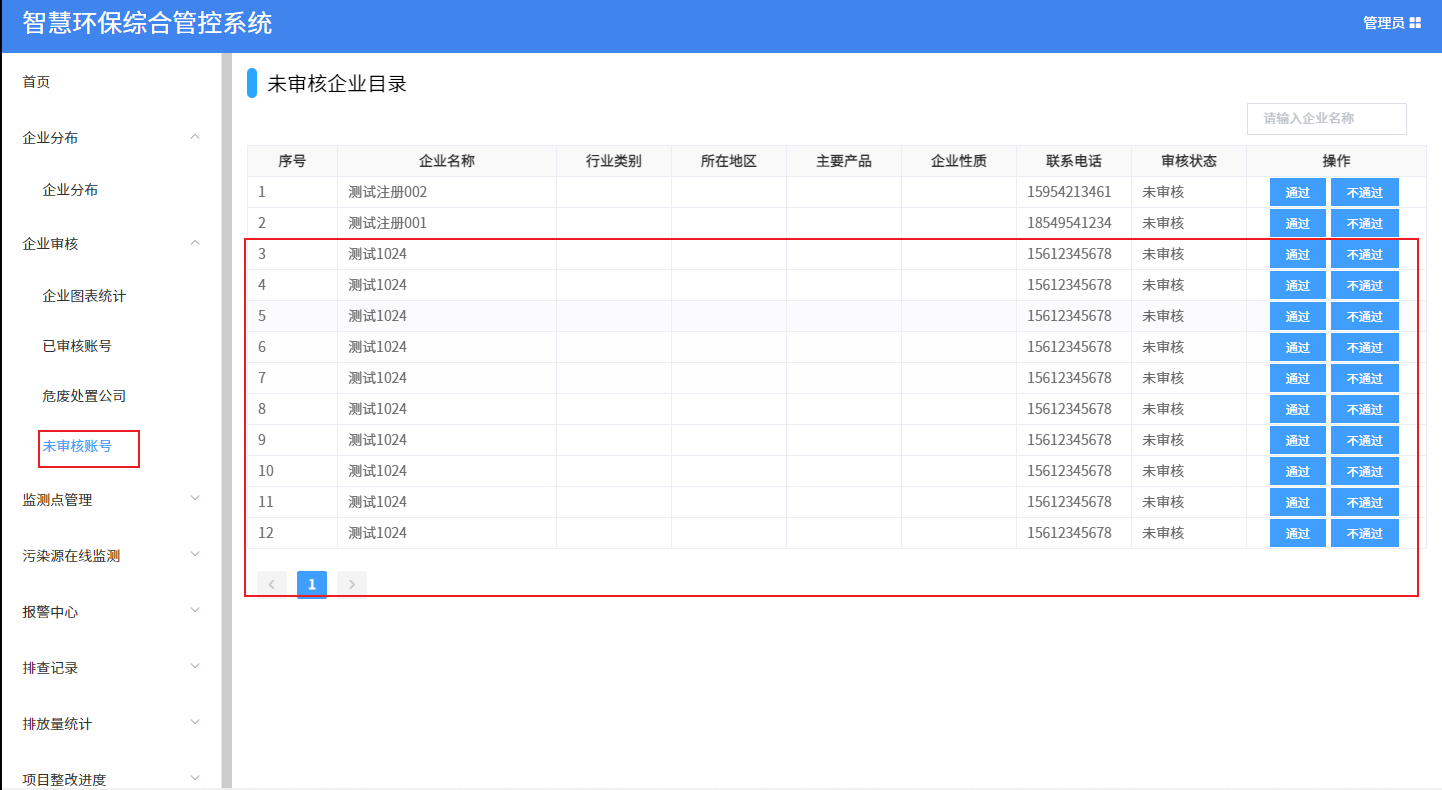 智慧环保综合管控系统
管理员
首页
企业分布
企业分布
企业审核
企业图表统计
已审核账号
危废处置公司
未审核账号
监测点管理
污染源在线监测
报警中心
排查记录
排放量统计
项目整改进度
未审核企业目录
请输入企业名称
序号 企业名称 行业类别 所在地区 主要产品 企业性质 联系电话 审核状态 操作
1 测试注册002 15954213461 未审核 通过 不通过
2 测试注册001 18549541234 未审核 通过 不通过
3 测试1024 15612345678 未审核 通过 不通过
4 测试1024 15612345678 未审核 通过 不通过
5 测试1024 15612345678 未审核 通过 不通过
6 测试1024 15612345678 未审核 通过 不通过
7 测试1024 15612345678 未审核 通过 不通过
8 测试1024 15612345678 未审核 通过 不通过
9 测试1024 15612345678 未审核 通过 不通过
10 测试1024 15612345678 未审核 通过 不通过
11 测试1024 15612345678 未审核 通过 不通过
12 测试1024 15612345678 未审核 通过 不通过
1